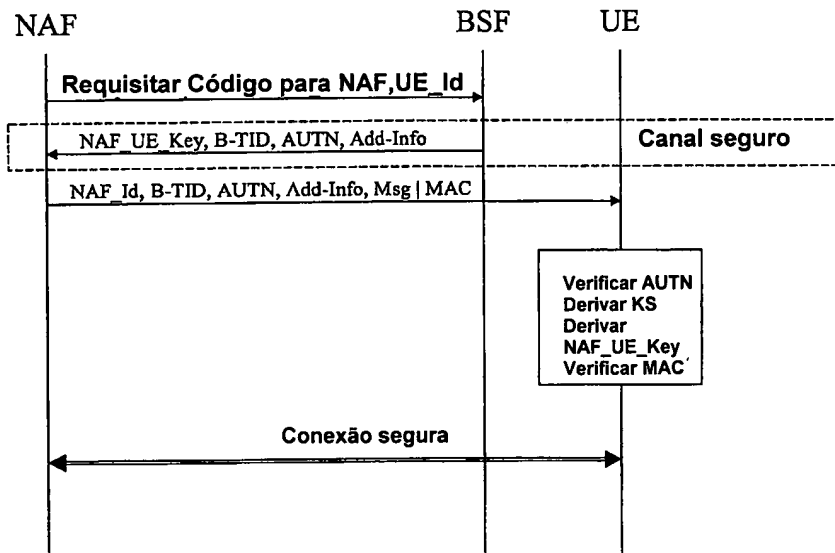 NAF BSF UE
Requisitar Código para NAF,UE_Id
NAF_UE_Key, B-TID, AUTN, Add-Info Canal seguro
NAF_Id, B-TID, AUTN, Add-Info, Msg | MAC
Verificar AUTN
Derivar KS
Derivar
NAF_UE_Key
Verificar MAC
Conexão segura